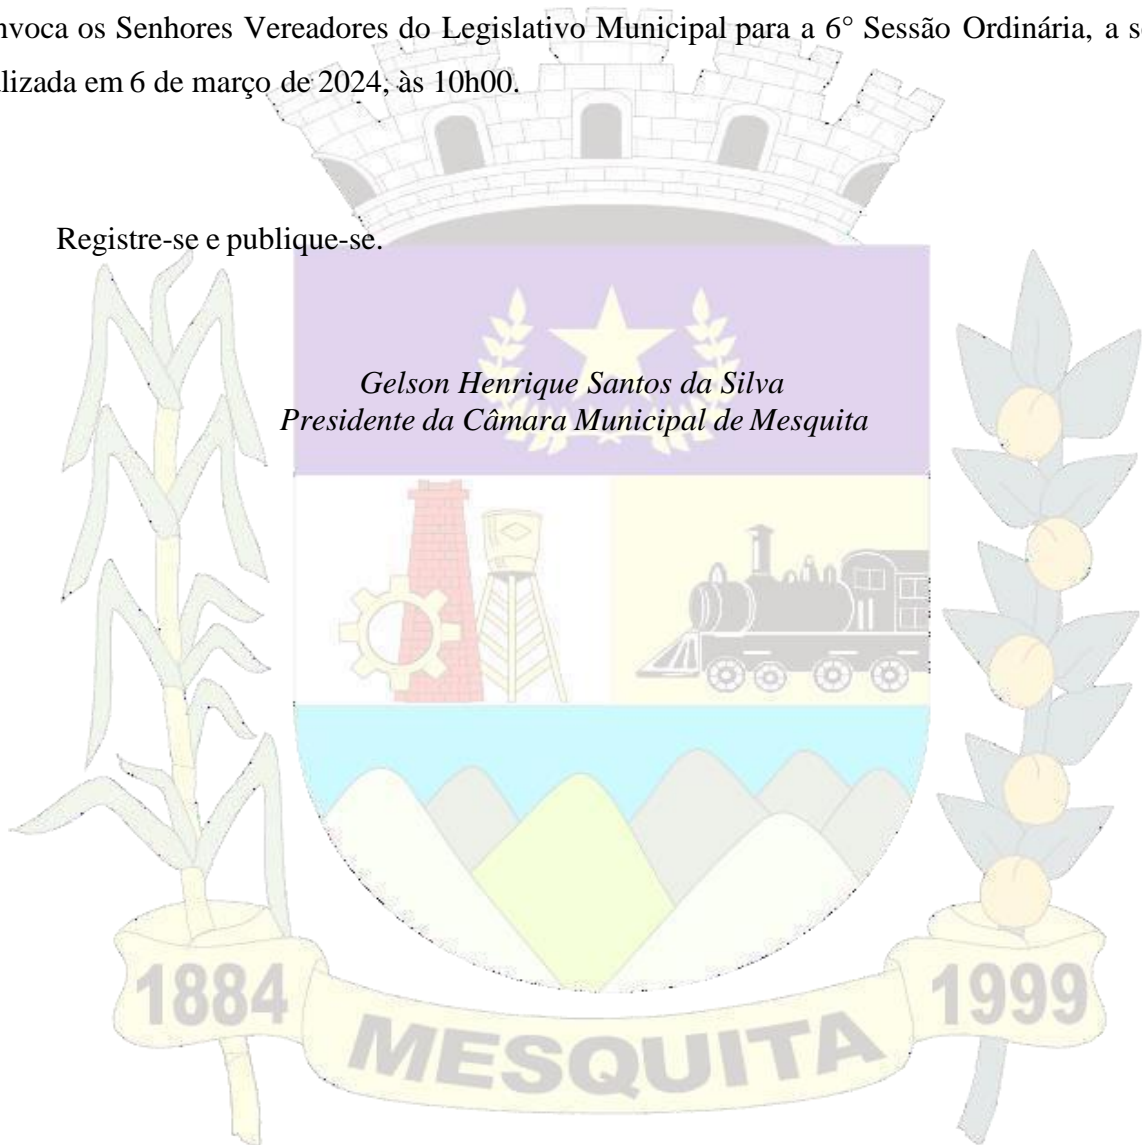 nvoca os Senhores Vereadores do Legislativo Municipal para a 6° Sessão Ordinária, a s
lizada em 6 de março de 2024, às 10h00.
Registre-se e publique-se.
Gelson Henrique Santos da Silva
Presidente da Câmara Municipal de Mesquita
1884
MESQUITA
1999